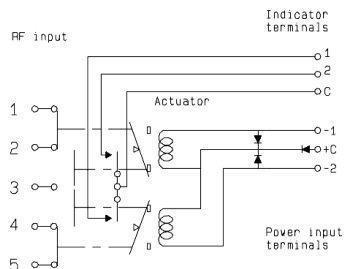 Indicator
terminals
RF input
1
2
C
Actuator
1
2
3
4
5
-1
+C
-2
Power input
terminals